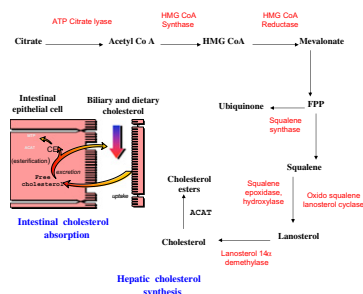 ATP Citrate lyase
HMG CoA
Synthase
HMG CoA
Reductase
Citrate
Acetyl Co A
HMG CoA
Mevalonate
Intestinal
epithelial cell
Biliary and dietary
cholesterol
Ubiquinone
FPP
Squalene
synthase
CE
(esterification)
excretion
Free
cholesterol
uptake
Squalene
Cholesterol
esters
Squalene
epoxidase,
hydroxylase
Oxido squalene
lanosterol cyclase
ACAT
Intestinal cholesterol
absorption
Cholesterol
Lanosterol
Lanosterol 14α
demethylase
Hepatic cholesterol
synthesis